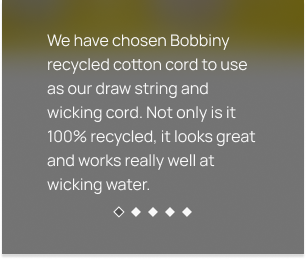 We have chosen Bobbiny
recycled cotton cord to use
as our draw string and
wicking cord. Not only is it
100% recycled, it looks great
and works really well at
wicking water.